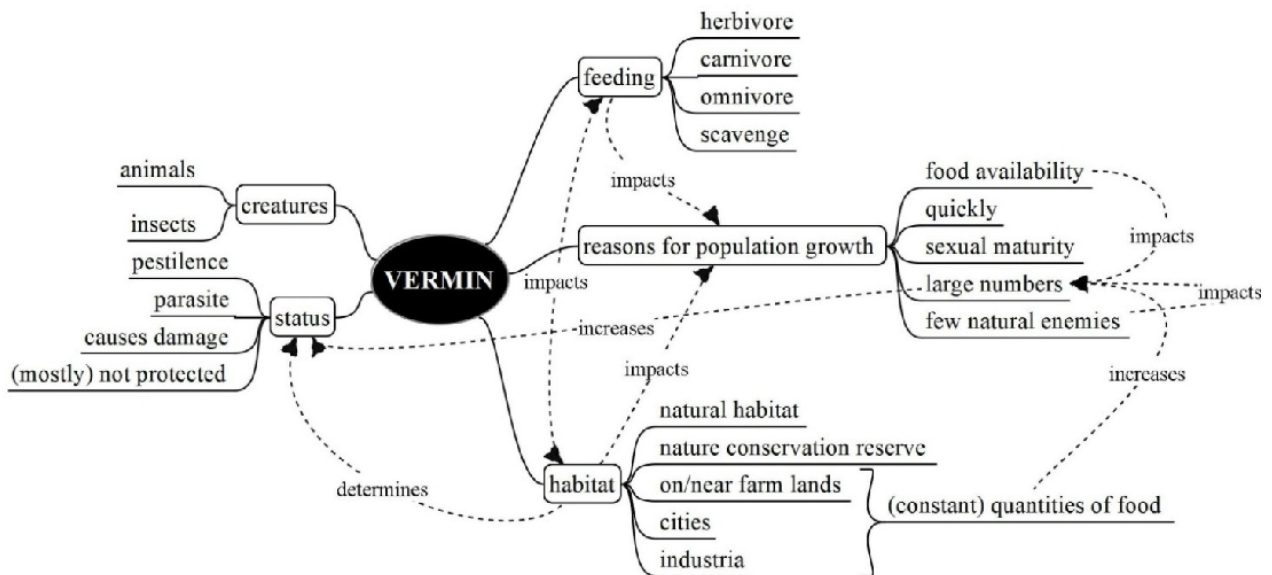 herbivore
carnivore
feeding
omnivore
scavenge
animals
creatures
insects
impacts
food availability
quickly
reasons for population growth
sexual maturity
impacts
large numbers
few natural enemies
impacts
pestilence
parasite
status
causes damage
(mostly) not protected
VERMIN
impacts
increases
impacts
increases
natural habitat
nature conservation reserve
habitat
on/near farm lands
cities
industria
determines
(constant) quantities of food